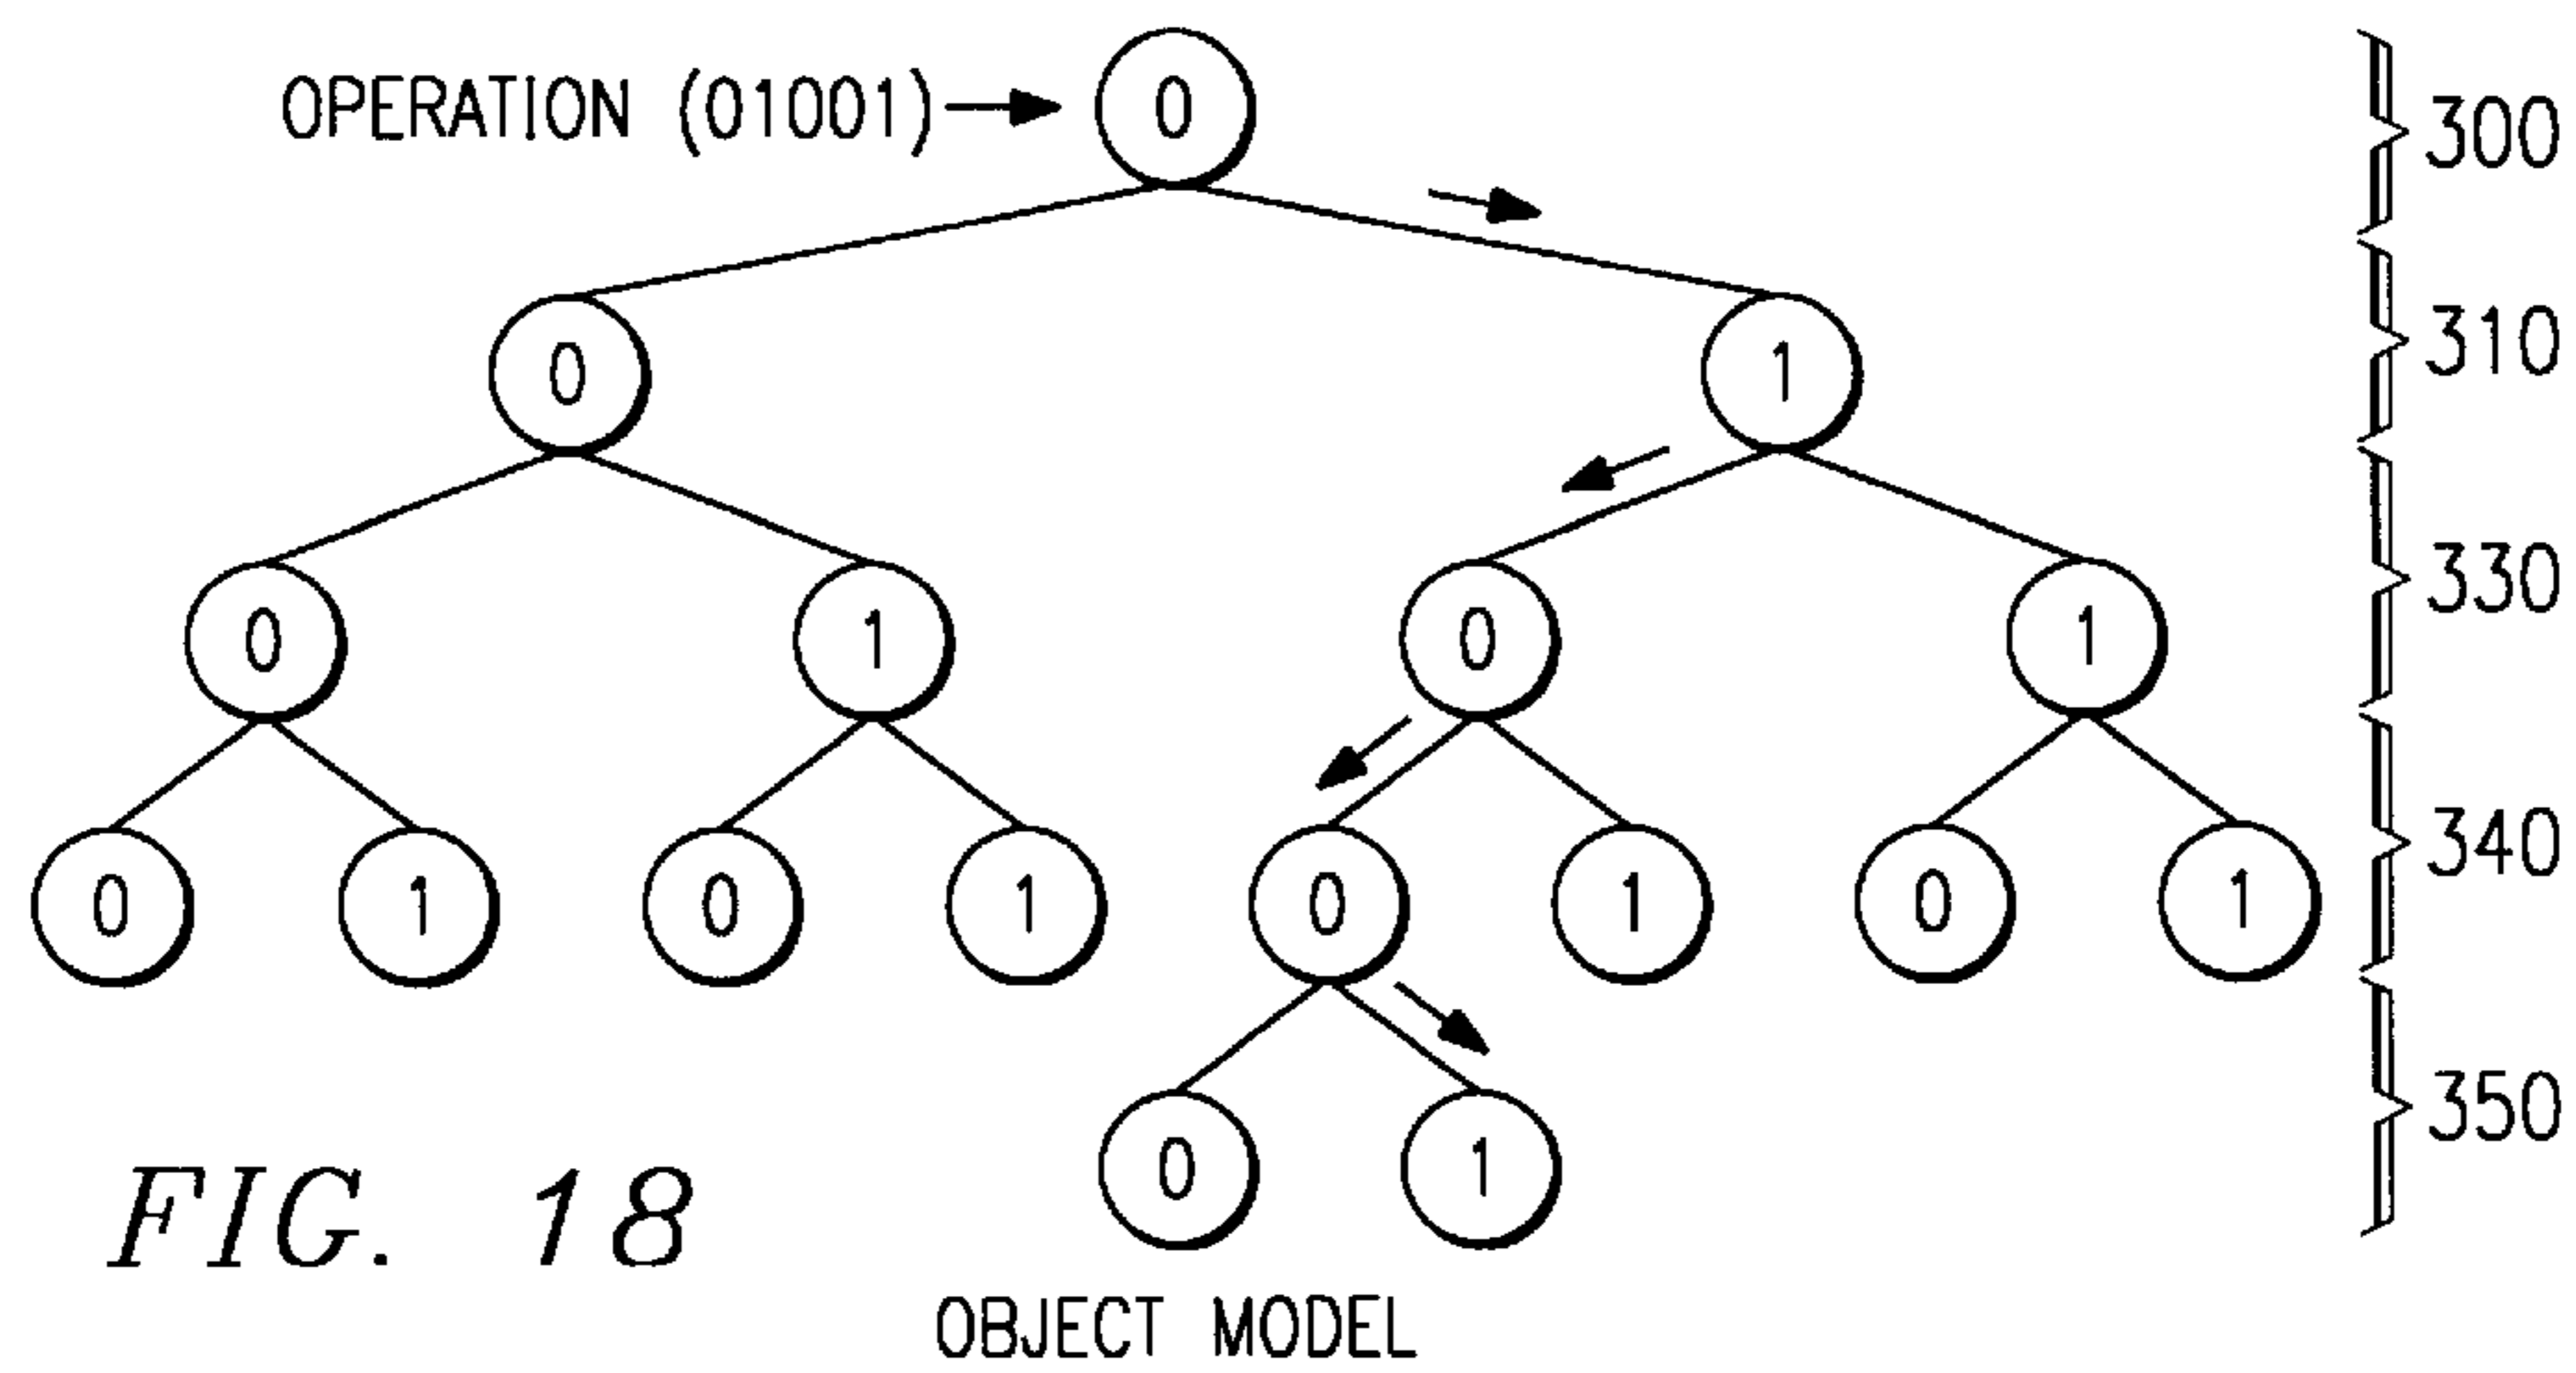 OPERATION (01001) 0 300
0 1 310
0 1 0 1 330
0 1 0 1 0 1 0 1 340
0 1 350
FIG. 18
OBJECT MODEL